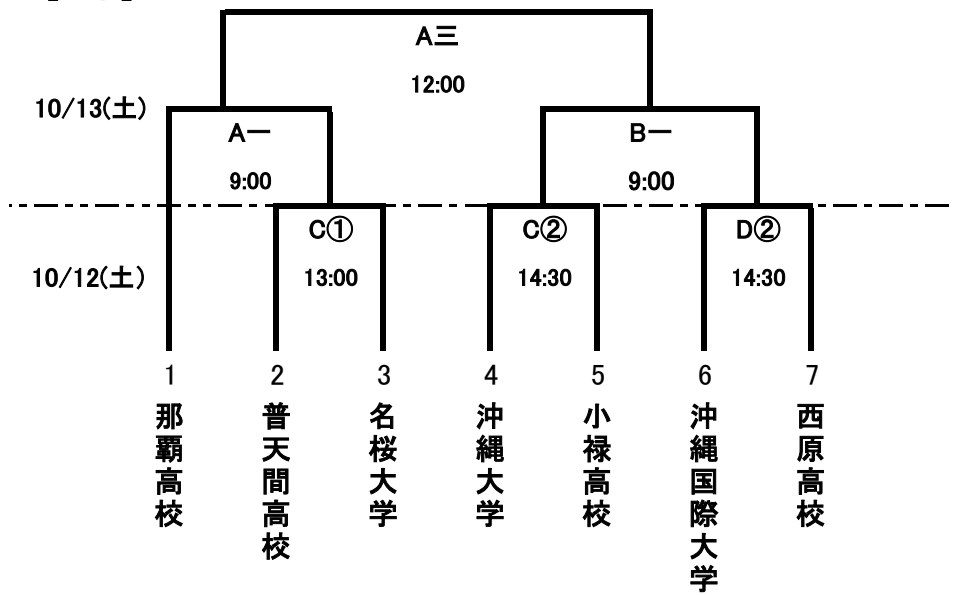 A三
12:00
10/13(土)
A一
B一
9:00
9:00
C①
C②
D②
10/12(土)
13:00
14:30
14:30
1
2
3
4
5
6
7
那覇高校
普天間高校
名桜大学
沖縄大学
小禄高校
沖縄国際大学
西原高校